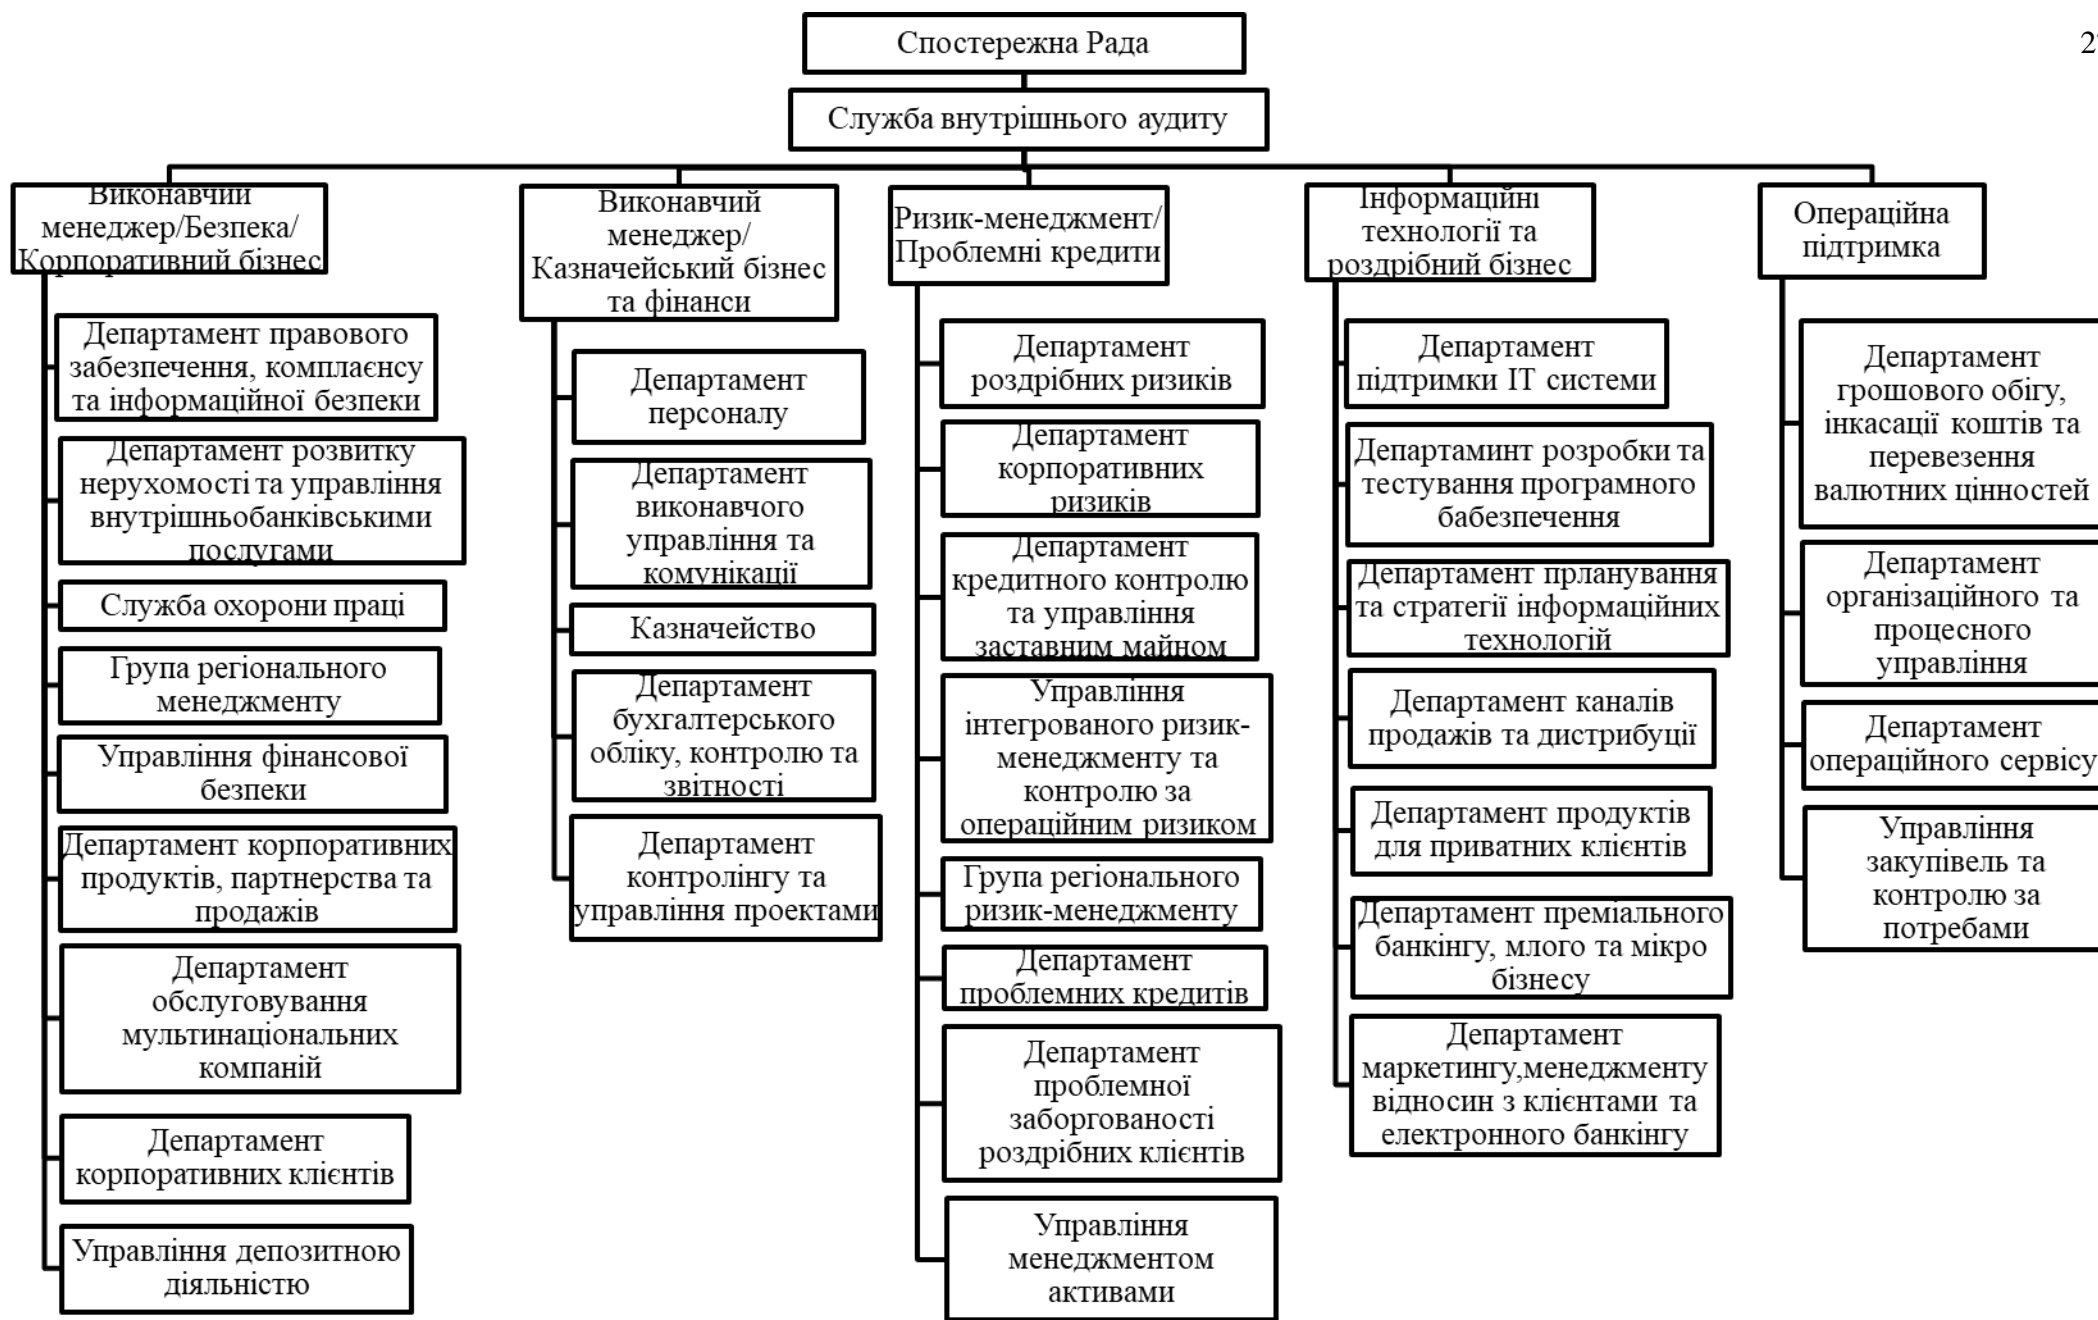 Спостережна Рада
2
Служба внутрішнього аудиту
Виконавчий
менеджер/Безпека/
Корпоративний бізнес
Департамент правового
забезпечення, комплаєнсу
та інформаційної безпеки
Департамент розвитку
нерухомості та управління
внутрішньобанківськими
послугами
Служба охорони праці
Група регіонального
менеджменту
Управління фінансової
безпеки
Департамент корпоративних
продуктів, партнерства та
продажів
Департамент
обслуговування
мультинаціональних
компаній
Департамент
корпоративних клієнтів
Управління депозитною
діяльністю
Виконавчий
менеджер/
Казначейський бізнес
та фінанси
Департамент
персоналу
Департамент
виконавчого
управління та
комунікації
Казначейство
Департамент
бухгалтерського
обліку, контролю та
звітності
Департамент
контролінгу та
управління проектами
Ризик-менеджмент/
Проблемні кредити
Департамент
роздрібних ризиків
Департамент
корпоративних
ризиків
Департамент
кредитного контролю
та управління
заставним майном
Управління
інтегрованого ризик-
менеджменту та
контролю за
операційним ризиком
Група регіонального
ризик-менеджменту
Департамент
проблемних кредитів
Департамент
проблемної
заборгованості
роздрібних клієнтів
Управління
менеджментом
активами
Інформаційні
технології та
роздрібний бізнес
Департамент
підтримки ІТ системи
Департаминт розробки та
тестування програмного
бабезпечення
Департамент прланування
та стратегії інформаційних
технологій
Департамент каналів
продажів та дистрибуції
Департамент продуктів
для приватних клієнтів
Департамент преміального
банкінгу, млого та мікро
бізнесу
Департамент
маркетингу,менеджменту
відносин з клієнтами та
електронного банкінгу
Операційна
підтримка
Департамент
грошового обігу,
інкасації коштів та
перевезення
валютних цінностей
Департамент
організаційного та
процесного
управління
Департамент
операційного сервісу
Управління
закупівель та
контролю за
потребами